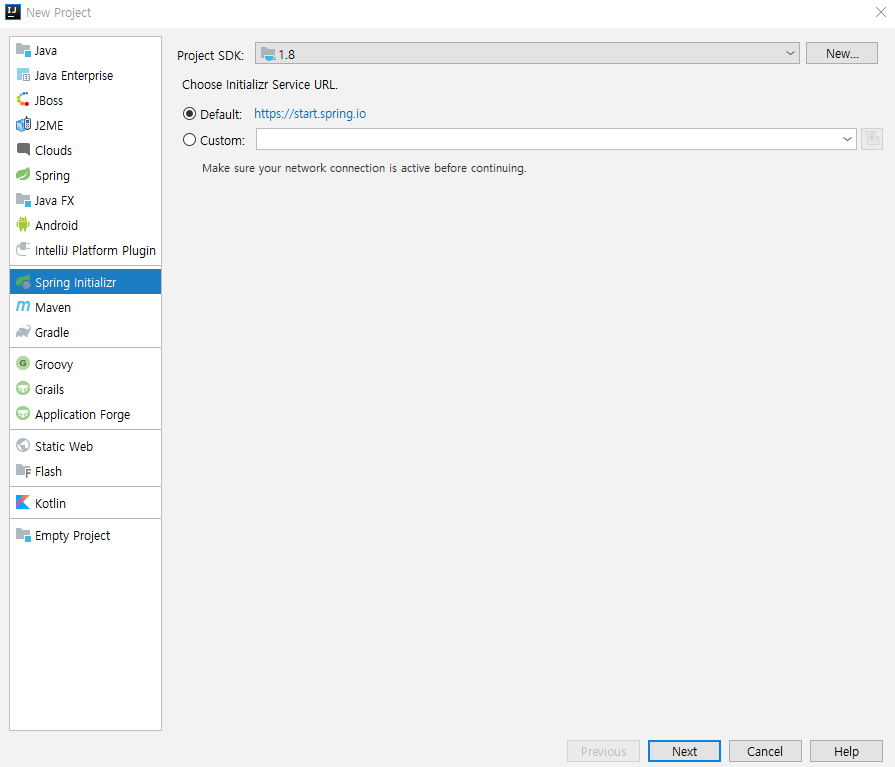 New Project
Java
Java Enterprise
JBoss
J2ME
Clouds
Spring
Java FX
Android
IntelliJ Platform Plugin
Spring Initializr
Maven
Gradle
Groovy
Grails
Application Forge
Static Web
Flash
Kotlin
Empty Project
Project SDK: 1.8 New...
Choose Initializr Service URL.
Default: https://start.spring.io
Custom:
Make sure your network connection is active before continuing.
Previous Next Cancel Help